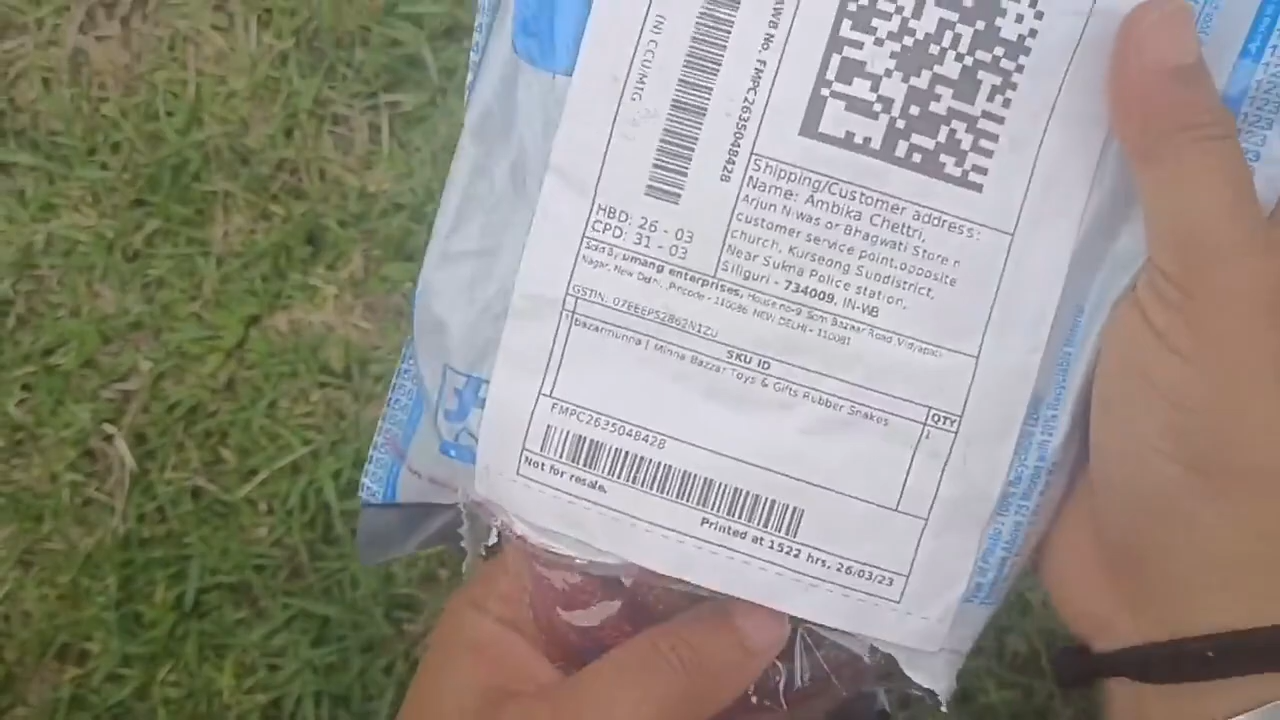 (N) CCU/MTG
AWB No. FMPC2635048428
HBD: 26 - 03
CPD: 31 - 03
Shipping/Customer address:
Name: Ambika Chettri,
Arjun Niwas or Bhagwati Store n
customer service point,opposite
church, Kurseong Sundistrict,
Near Sukna Police station,
Siliguri - 734009, IN-WB
Sold By umang enterprises, House no-9 Som Bazaar Road, Vidyapati
Nagar, New Delhi, ,Pincode - 110086, NEW DELHI - 110081
GSTIN: 07EEEPS2862N1ZU
SKU ID
QTY
1 bazarmunna | Minna Bazzar Toys & Gifts Rubber Snakes
1
FMPC2635048428
Not for resale.
Printed at 1522 hrs, 26/03/23